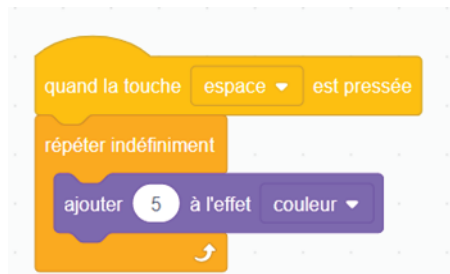 quand la touche espace est pressée
répéter indéfiniment
ajouter 5 à l'effet couleur